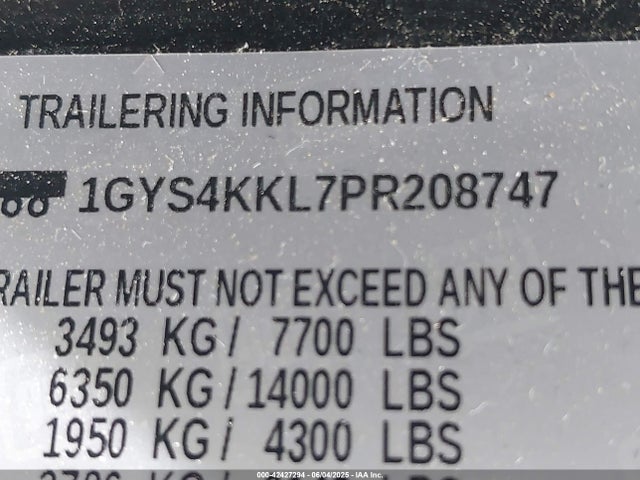 TRAILERING INFORMATION
1GYS4KKL7PR208747
RAILER MUST NOT EXCEED ANY OF THE
3493 KG/ 7700 LBS
6350 KG/14000 LBS
1950 KG/ 4300 LBS
000-42427294 - 06/04/2025 - IAA Inc.